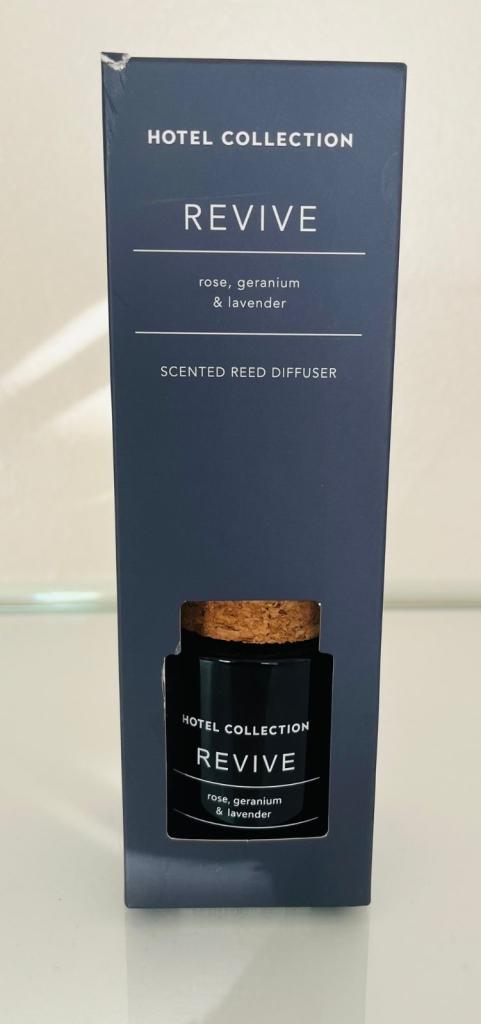 HOTEL COLLECTION
REVIVE
rose, geranium
& lavender
SCENTED REED DIFFUSER
HOTEL COLLECTION
REVIVE
rose, geranium
& lavender